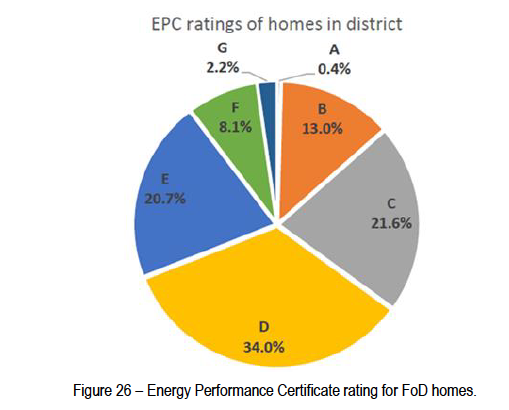 EPC ratings of homes in district
G
2.2%
A
0.4%
B
13.0%
F
8.1%
C
21.6%
E
20.7%
D
34.0%
Figure 26 – Energy Performance Certificate rating for FoD homes.